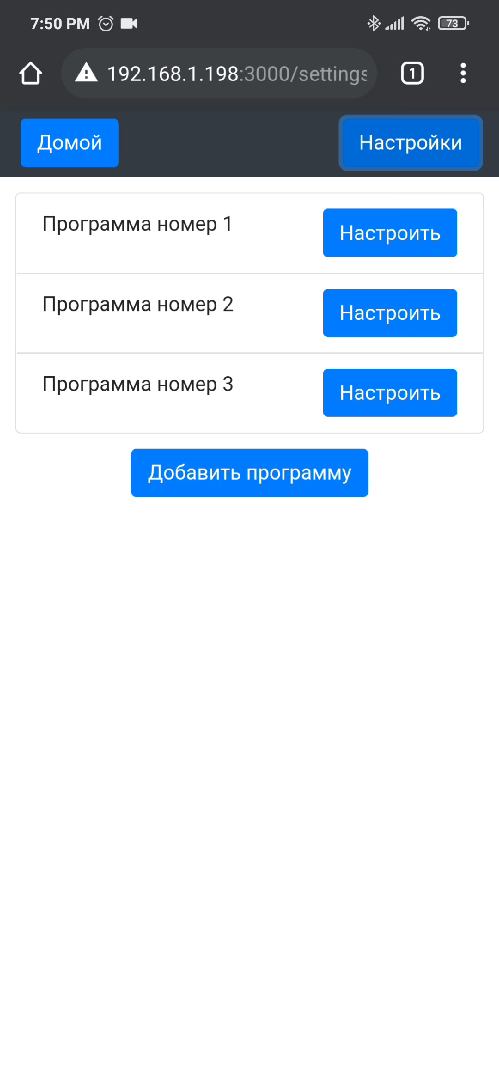 7:50 PM 73
192.168.1.198:3000/settings 1
Домой Настройки
Программа номер 1 Настроить
Программа номер 2 Настроить
Программа номер 3 Настроить
Добавить программу